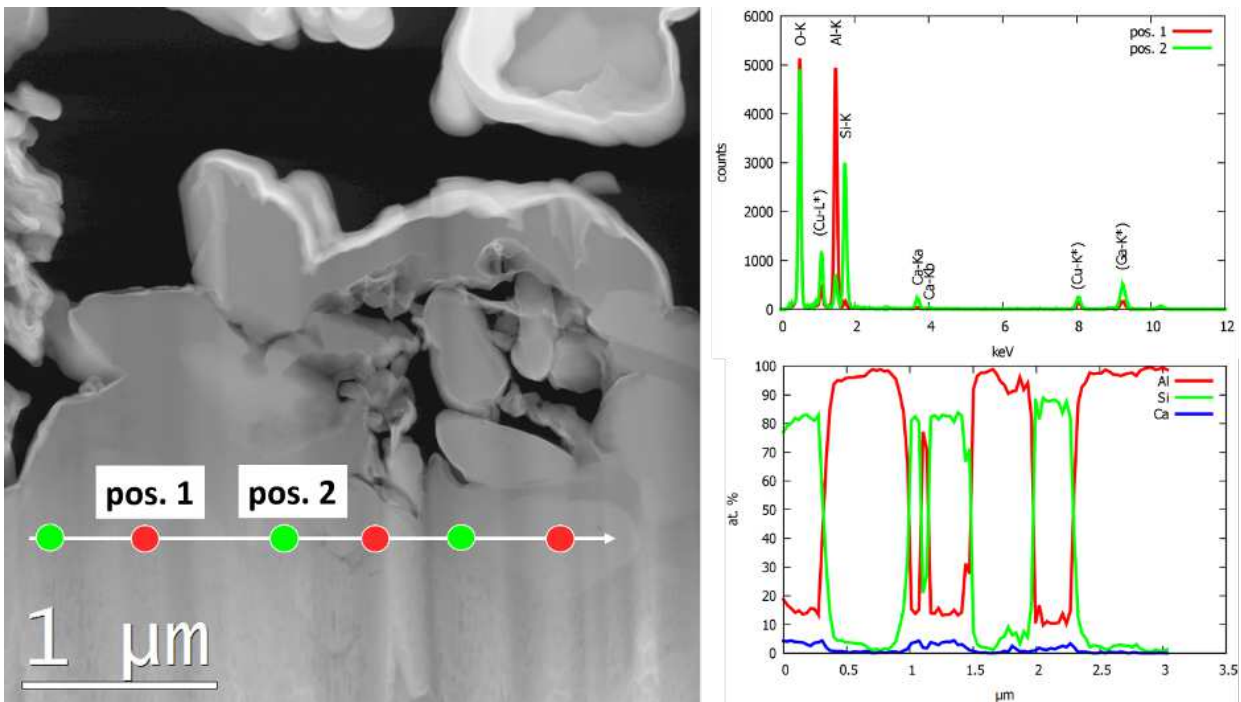 pos. 1
pos. 2
1 µm
6000
5000
4000
3000
2000
1000
0
counts
O-K
(Cu-L*)
Al-K
Si-K
Ca-Ka
Ca-Kb
(Cu-K*)
(Ga-K*)
pos. 1
pos. 2
0 2 4 6 8 10 12
keV
100
90
80
70
60
50
40
30
20
10
0
at. %
Al
Si
Ca
0 0.5 1 1.5 2 2.5 3 3.5
µm